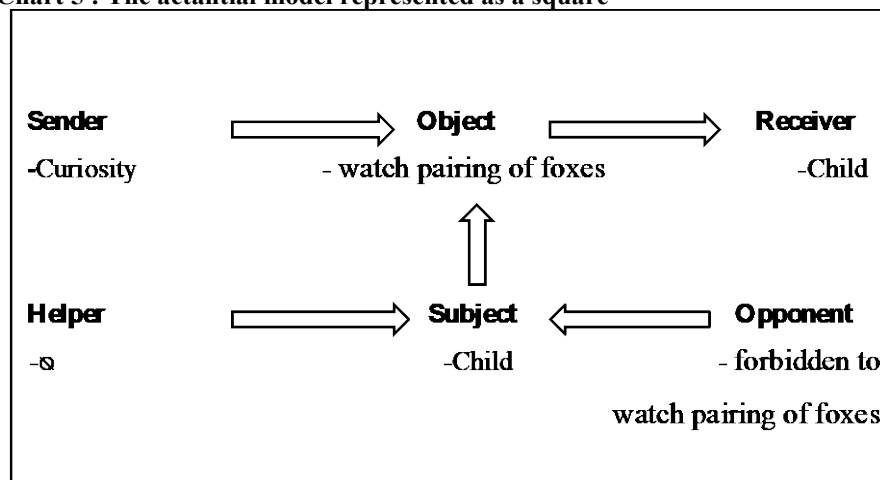 Chart 3 : The actantial model represented as a square
Sender Object Receiver
-Curiosity - watch pairing of foxes -Child
Helper Subject Opponent
-ø -Child - forbidden to
watch pairing of foxes